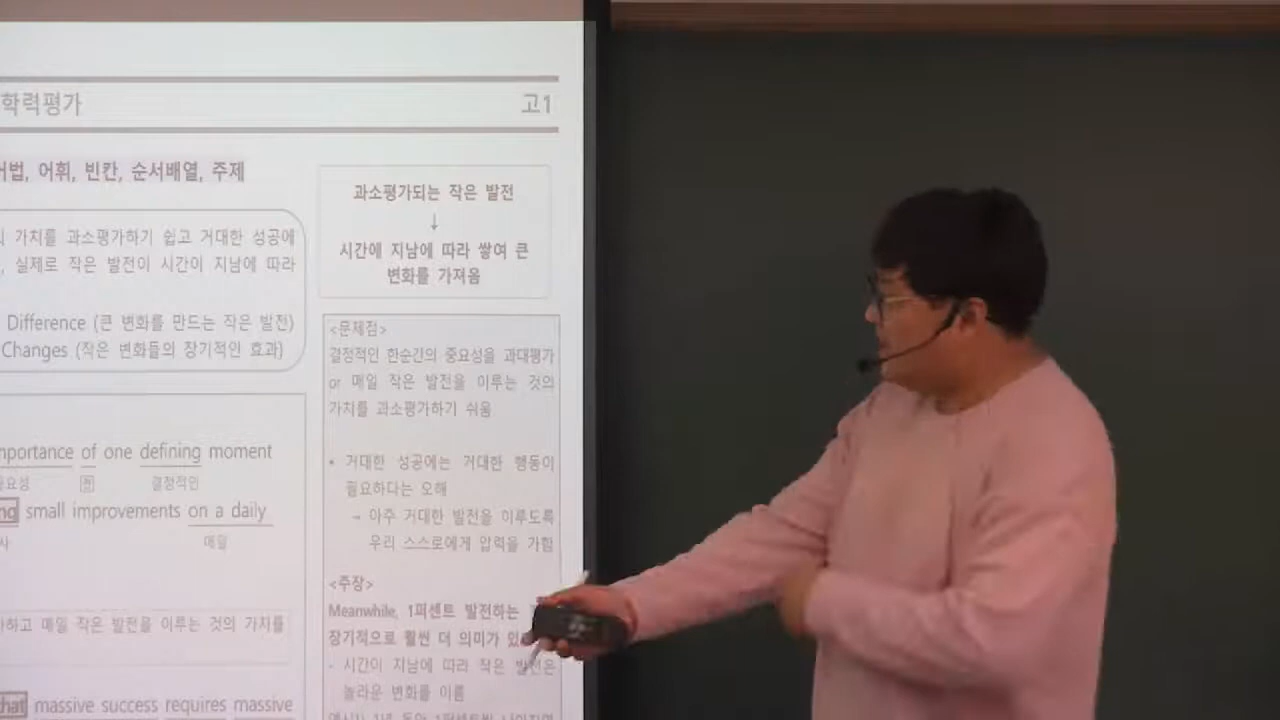 학력평가
고1
어법, 어휘, 빈칸, 순서배열, 주제
가치를 과소평가하기 쉽고 거대한 성공에
, 실제로 작은 발전이 시간이 지남에 따라
Difference (큰 변화를 만드는 작은 발전)
Changes (작은 변화들의 장기적인 효과)
importance of one defining moment
중요성 결정적인
small improvements on a daily
사 매일
하고 매일 작은 발전을 이루는 것의 가치를
that massive success requires massive
과소평가되는 작은 발전
↓
시간에 지남에 따라 쌓여 큰
변화를 가져옴
<문제점>
결정적인 한순간의 중요성을 과대평가
or 매일 작은 발전을 이루는 것의
가치를 과소평가하기 쉬움
• 거대한 성공에는 거대한 행동이
필요하다는 오해
→ 아주 거대한 발전을 이루도록
우리 스스로에게 압력을 가함
<주장>
Meanwhile, 1퍼센트 발전하는
장기적으로 훨씬 더 의미가
- 시간이 지남에 따라 작은 발전은
놀라운 변화를 이룸